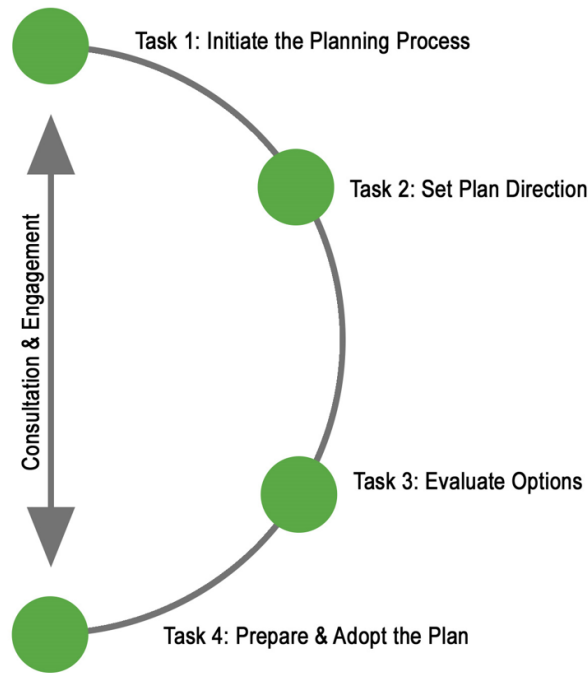 Task 1: Initiate the Planning Process
Task 2: Set Plan Direction
Consultation & Engagement
Task 3: Evaluate Options
Task 4: Prepare & Adopt the Plan